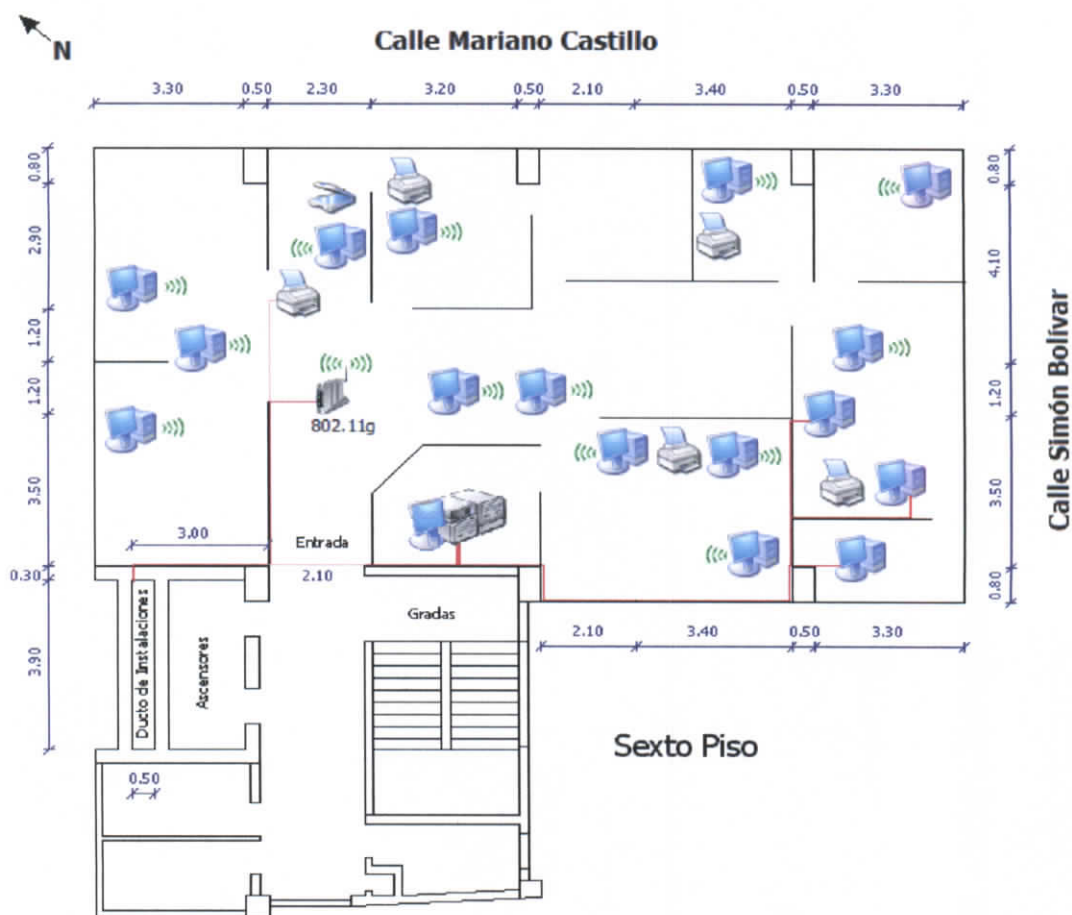 N
Calle Mariano Castillo
3.30 0.50 2.30 3.20 0.50 2.10 3.40 0.50 3.30
0.80
2.90
1.20
1.20
3.50
0.30
3.90
0.80
4.10
1.20
3.50
0.80
Calle Simón Bolívar
802.11g
3.00
Entrada
2.10
Gradas
Ducto de Instalaciones
Ascensores
0.50
2.10 3.40 0.50 3.30
Sexto Piso